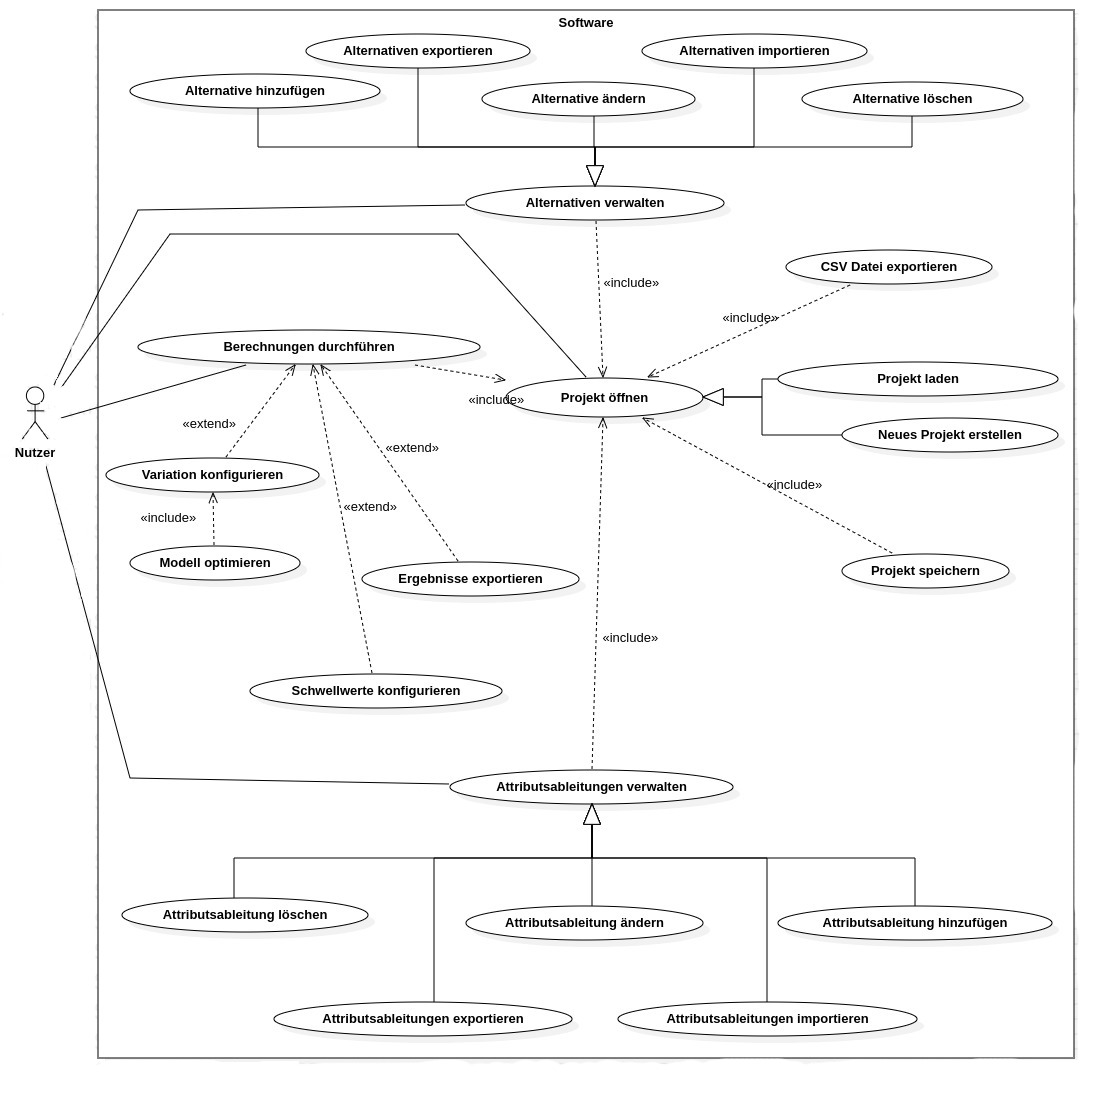 Software
Alternativen exportieren
Alternativen importieren
Alternative hinzufügen
Alternative ändern
Alternative löschen
Alternativen verwalten
CSV Datei exportieren
«include»
«include»
Berechnungen durchführen
Projekt laden
Projekt öffnen
«include»
Nutzer
«extend»
«extend»
Neues Projekt erstellen
Variation konfigurieren
«include»
«extend»
«include»
Modell optimieren
Ergebnisse exportieren
Projekt speichern
«include»
Schwellwerte konfigurieren
Attributsableitungen verwalten
Attributsableitung löschen
Attributsableitung ändern
Attributsableitung hinzufügen
Attributsableitungen exportieren
Attributsableitungen importieren